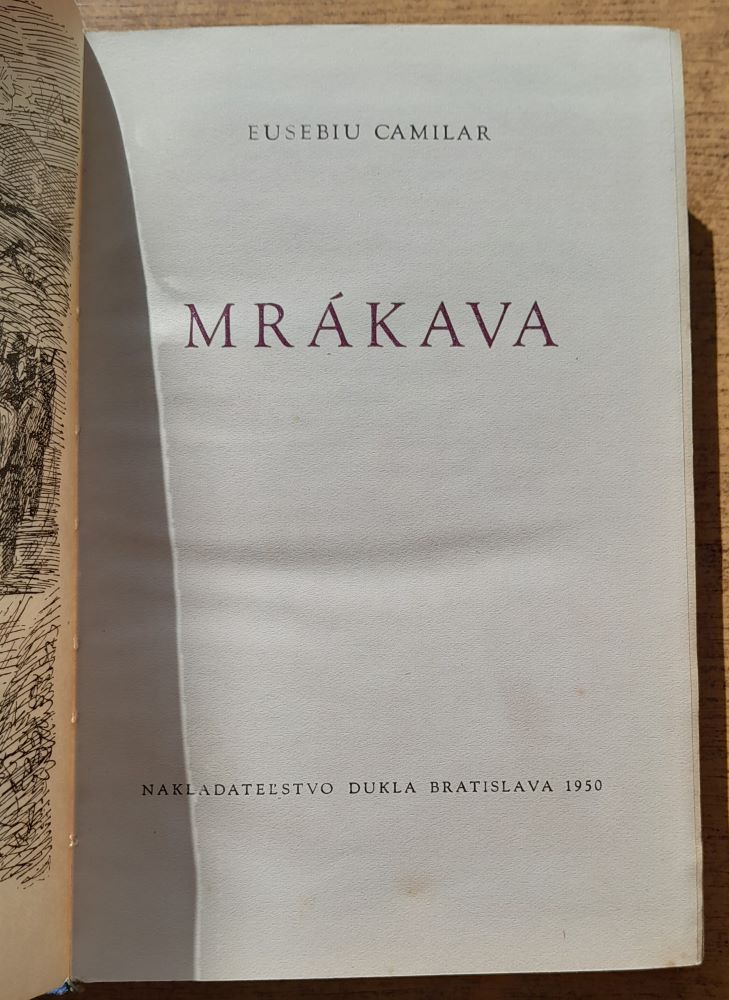 EUSEBIU CAMILAR
MRÁKAVA
NAKLADATEĽSTVO DUKLA BRATISLAVA 1950